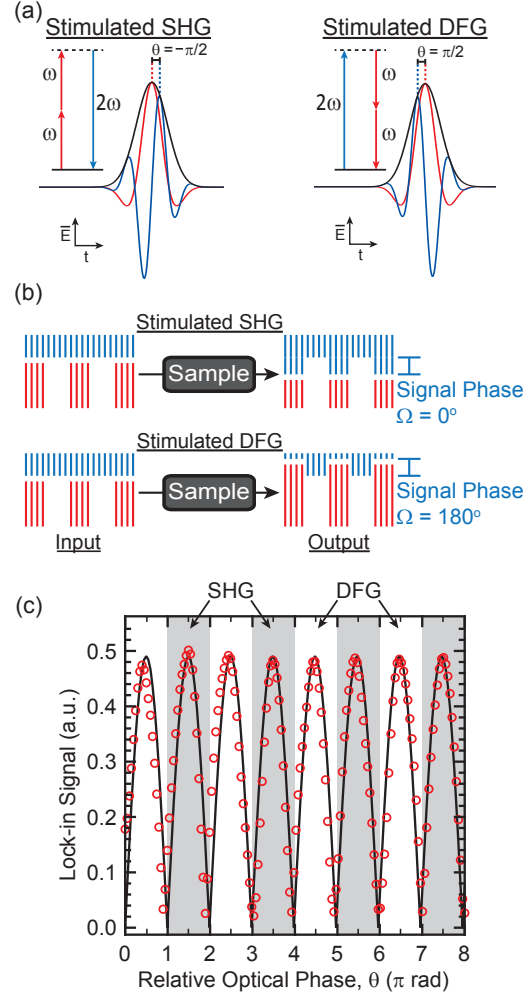 (a)
Stimulated SHG
Stimulated DFG
θ = −π/2
θ = π/2
ω
ω
2ω
2ω
ω
ω
E
t
E
t
(b)
Stimulated SHG
Sample
Signal Phase
Ω = 0°
Stimulated DFG
Sample
Signal Phase
Ω = 180°
Input
Output
(c)
SHG
DFG
Lock-in Signal (a.u.)
0.5
0.4
0.3
0.2
0.1
0.0
0 1 2 3 4 5 6 7 8
Relative Optical Phase, θ (π rad)